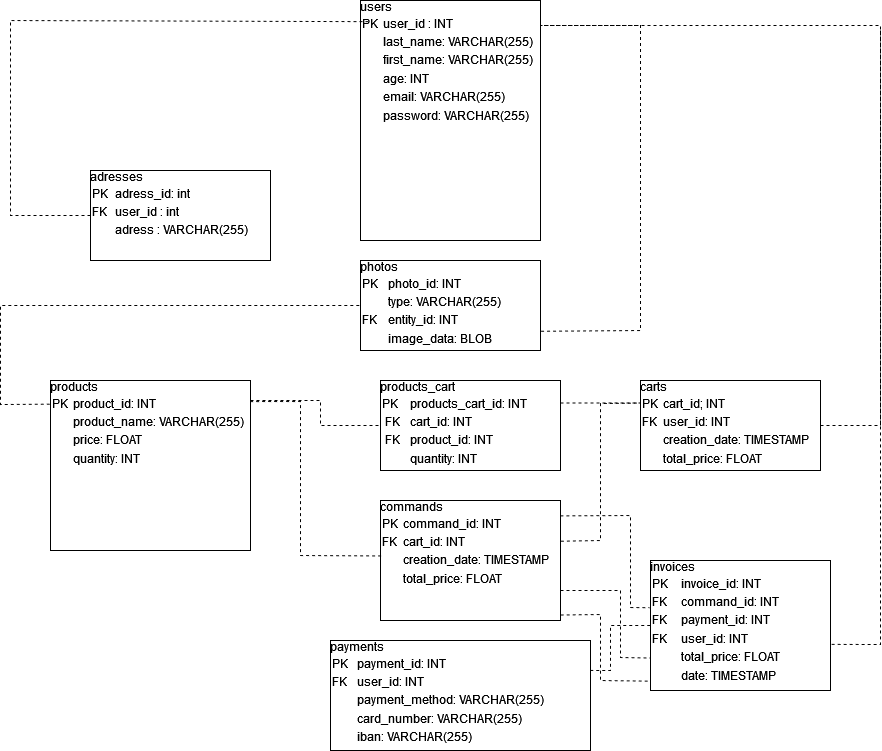 users
PK user_id : INT
last_name: VARCHAR(255)
first_name: VARCHAR(255)
age: INT
email: VARCHAR(255)
password: VARCHAR(255)
adresses
PK adress_id: int
FK user_id : int
adress : VARCHAR(255)
photos
PK photo_id: INT
type: VARCHAR(255)
FK entity_id: INT
image_data: BLOB
products
PK product_id: INT
product_name: VARCHAR(255)
price: FLOAT
quantity: INT
products_cart
PK products_cart_id: INT
FK cart_id: INT
FK product_id: INT
quantity: INT
carts
PK cart_id; INT
FK user_id: INT
creation_date: TIMESTAMP
total_price: FLOAT
commands
PK command_id: INT
FK cart_id: INT
creation_date: TIMESTAMP
total_price: FLOAT
invoices
PK invoice_id: INT
FK command_id: INT
FK payment_id: INT
FK user_id: INT
total_price: FLOAT
date: TIMESTAMP
payments
PK payment_id: INT
FK user_id: INT
payment_method: VARCHAR(255)
card_number: VARCHAR(255)
iban: VARCHAR(255)